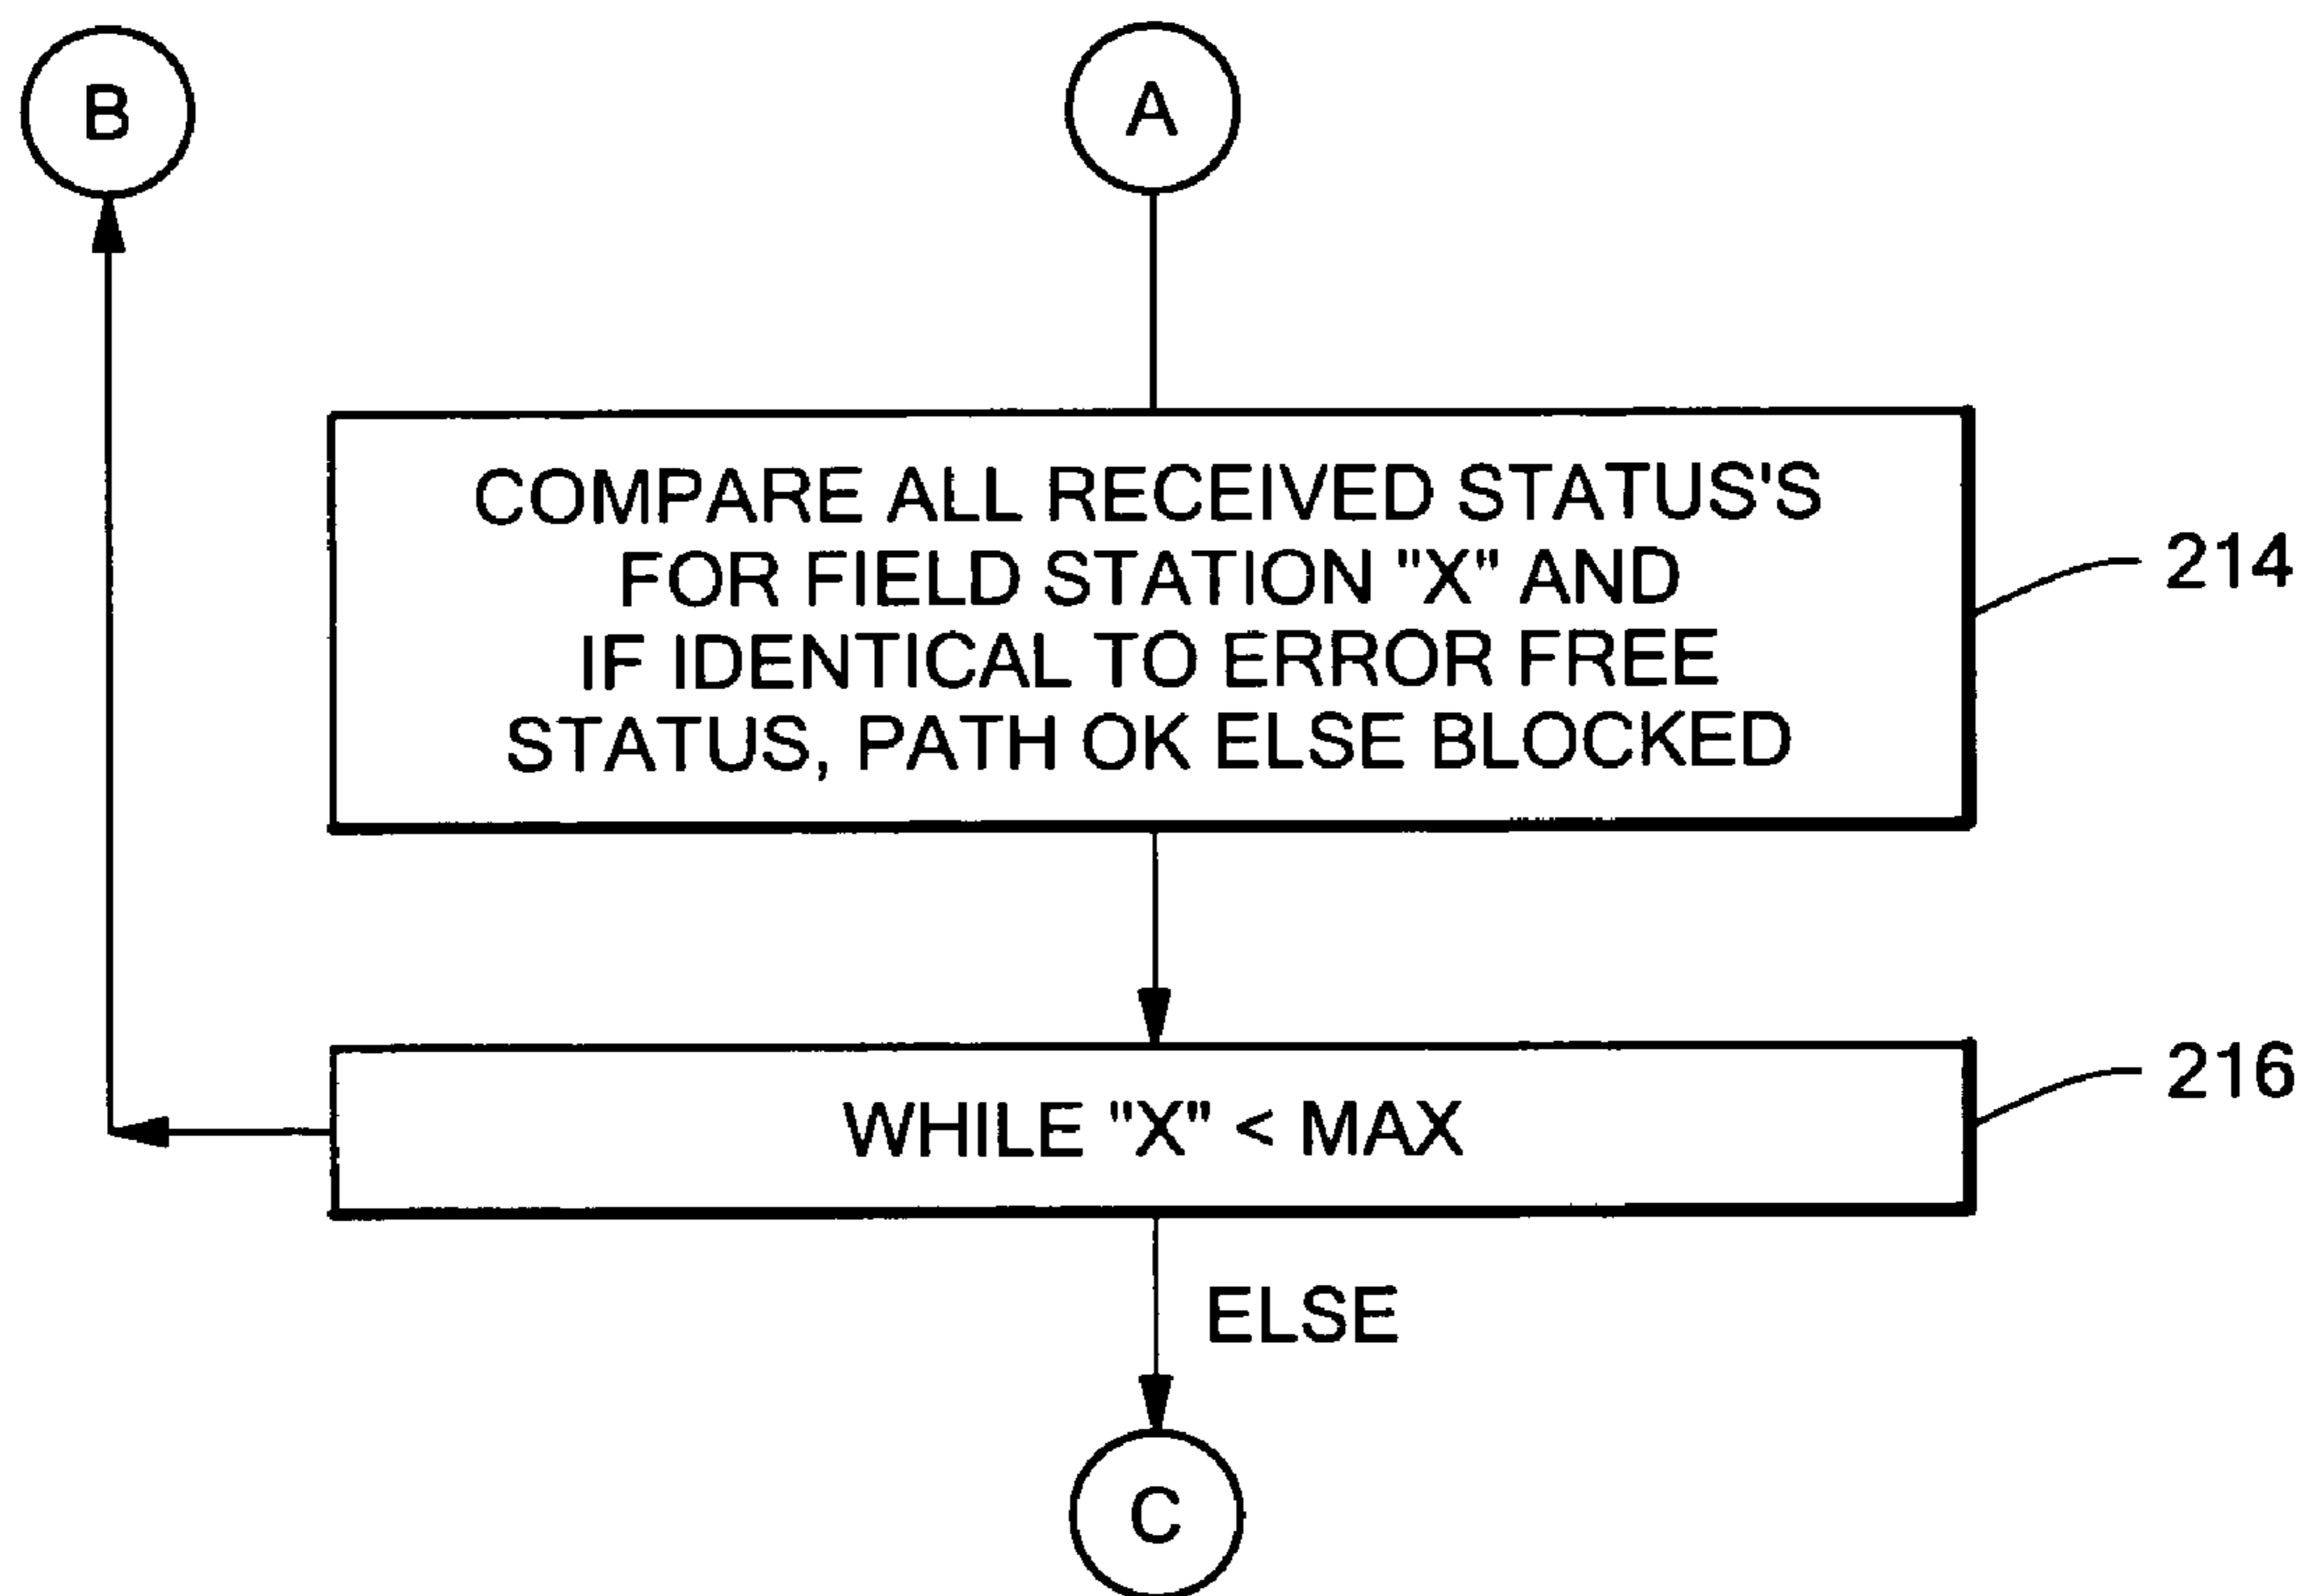 B
A
COMPARE ALL RECEIVED STATUS'S
FOR FIELD STATION "X" AND
IF IDENTICAL TO ERROR FREE
STATUS, PATH OK ELSE BLOCKED
214
WHILE "X" < MAX
216
ELSE
C